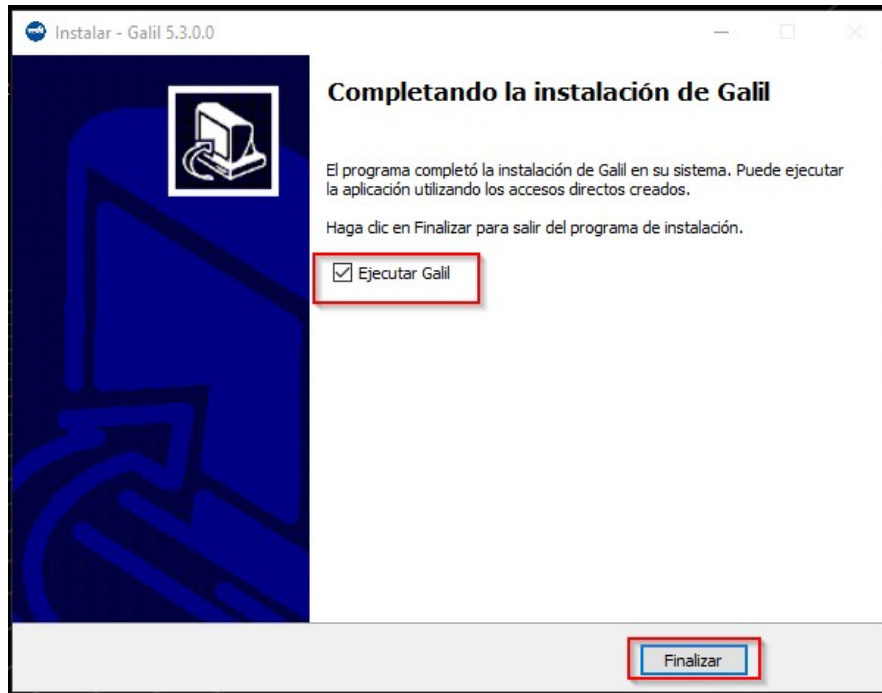 Instalar - Galil 5.3.0.0
Completando la instalación de Galil
El programa completó la instalación de Galil en su sistema. Puede ejecutar
la aplicación utilizando los accesos directos creados.
Haga clic en Finalizar para salir del programa de instalación.
Ejecutar Galil
Finalizar